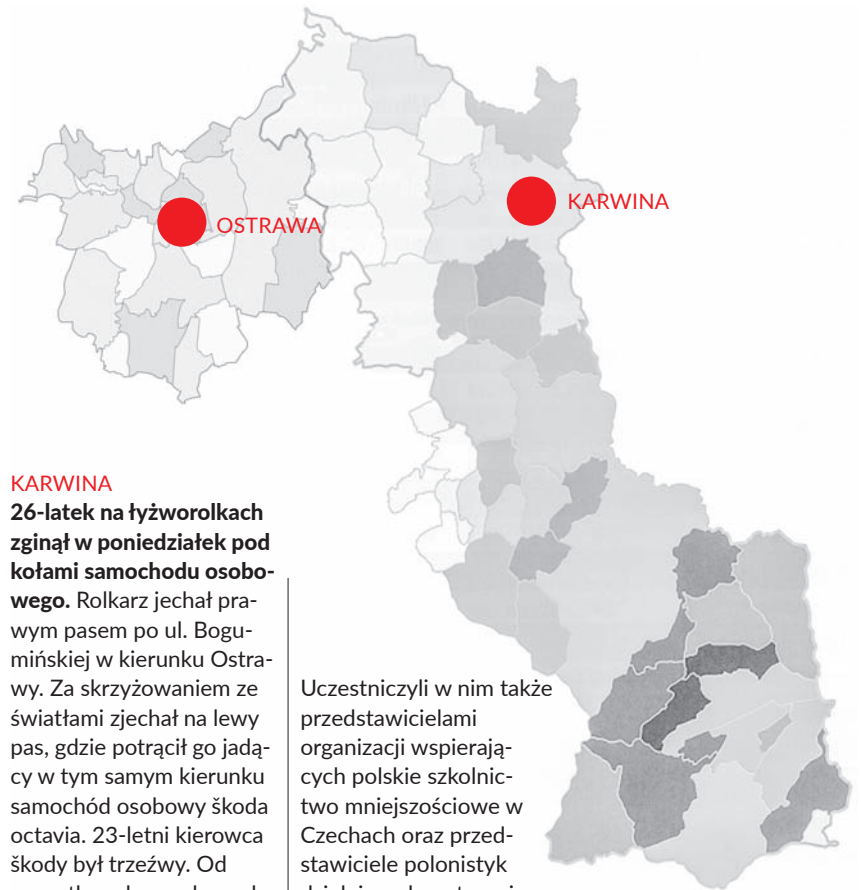 OSTRAWA
KARWINA
KARWINA
26-latek na łyżworolkach
zginął w poniedziałek pod
kołami samochodu osobo-
wego. Rolkarz jechał pra-
wym pasem po ul. Bogu-
mińskiej w kierunku Ostra-
wy. Za skrzyżowaniem ze
światłami zjechał na lewy
pas, gdzie potrącił go jadą-
cy w tym samym kierunku
samochód osobowy škoda
octavia. 23-letni kierowca
škody był trzeźwy. Od
Uczestniczyli w nim także
przedstawicielami
organizacji wspierają-
cych polskie szkolnic-
two mniejszościowe w
Czechach oraz przed-
stawiciele polonistyk